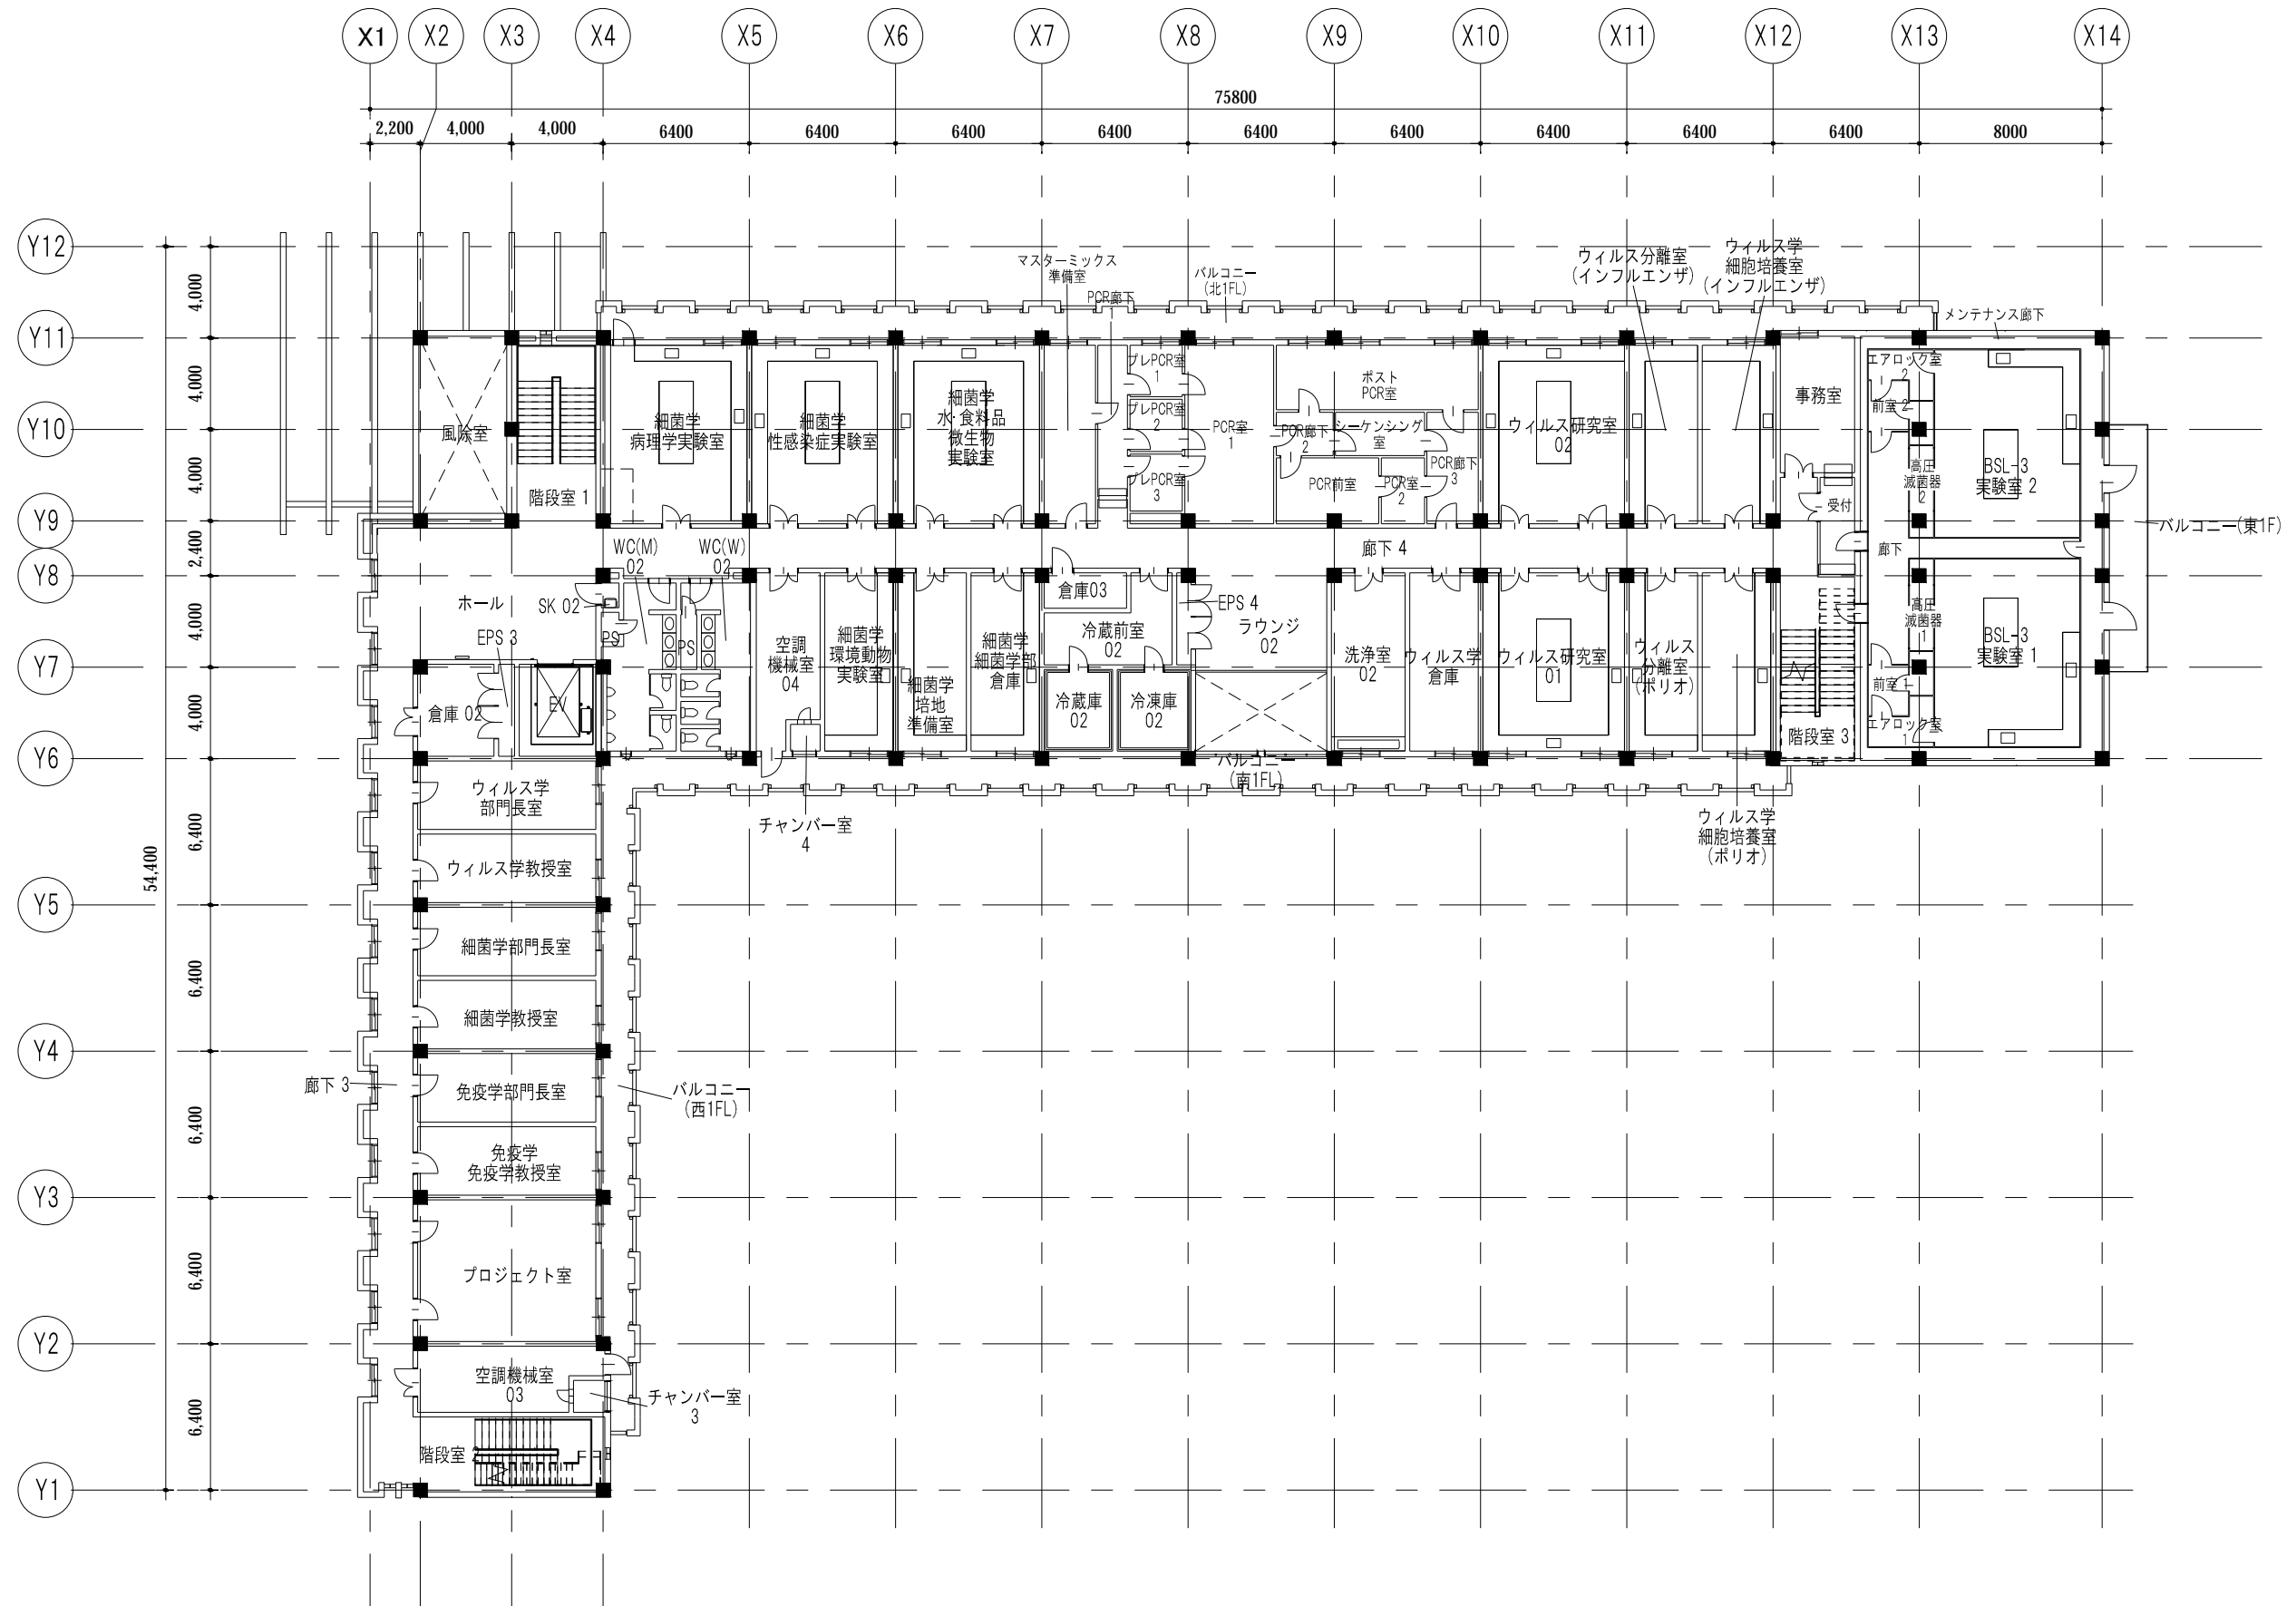 X1 X2 X3 X4 X5 X6 X7 X8 X9 X10 X11 X12 X13 X14
75800
2,200 4,000 4,000 6400 6400 6400 6400 6400 6400 6400 6400 6400 8000
Y12
Y11
Y10
Y9
Y8
Y7
Y6
Y5
Y4
Y3
Y2
Y1
54,400
4,000
4,000
4,000
2,400
4,000
4,000
6,400
6,400
6,400
6,400
6,400
マスターミックス
準備室
PCR廊下
1
バルコニー
(北1FL)
ウィルス分離室
(インフルエンザ)
ウィルス学
細胞培養室
(インフルエンザ)
メンテナンス廊下
風除室
階段室 1
細菌学
病理学実験室
細菌学
性感染症実験室
細菌学
水・食料品
微生物
実験室
プレPCR室
1
プレPCR室
2
プレPCR室
3
PCR室
1
ポスト
PCR室
PCR廊下
2
シーケンシング
室
PCR前室
PCR室
2
PCR廊下
3
ウィルス研究室
02
事務室
受付
エアロック室
2
前室 2
高圧
滅菌器
2
BSL-3
実験室 2
バルコニー(東1F)
廊下
廊下 4
WC(M)
02
WC(W)
02
ホール
SK 02
PS
PS
EPS 3
倉庫 02
EV
空調
機械室
04
細菌学
環境動物
実験室
細菌学
培地
準備室
細菌学
細菌学部
倉庫
倉庫03
冷蔵前室
02
冷蔵庫
02
冷凍庫
02
EPS 4
ラウンジ
02
洗浄室
02
ウィルス学
倉庫
ウィルス研究室
01
ウィルス
分離室
(ポリオ)
階段室 3
高圧
滅菌器
1
前室 1
エアロック室
1
BSL-3
実験室 1
バルコニー
(南1FL)
チャンバー室
4
ウィルス学
細胞培養室
(ポリオ)
ウィルス学
部門長室
ウィルス学教授室
細菌学部門長室
細菌学教授室
廊下 3
免疫学部門長室
バルコニー
(西1FL)
免疫学
免疫学教授室
プロジェクト室
空調機械室
03
チャンバー室
3
階段室 2